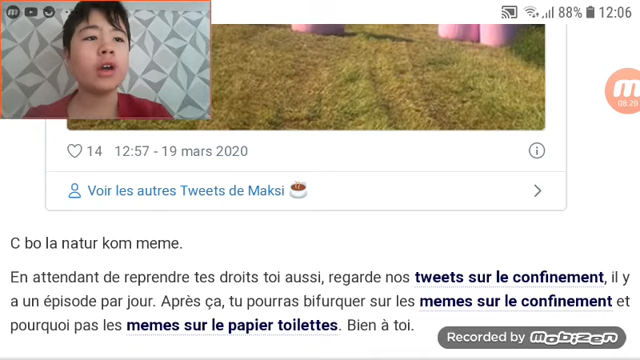 88% 12:06
08:29
14 12:57 - 19 mars 2020
Voir les autres Tweets de Maksi
C bo la natur kom meme.
En attendant de reprendre tes droits toi aussi, regarde nos tweets sur le confinement, il y
a un épisode par jour. Après ça, tu pourras bifurquer sur les memes sur le confinement et
pourquoi pas les memes sur le papier toilettes. Bien à toi.
Recorded by mobizen